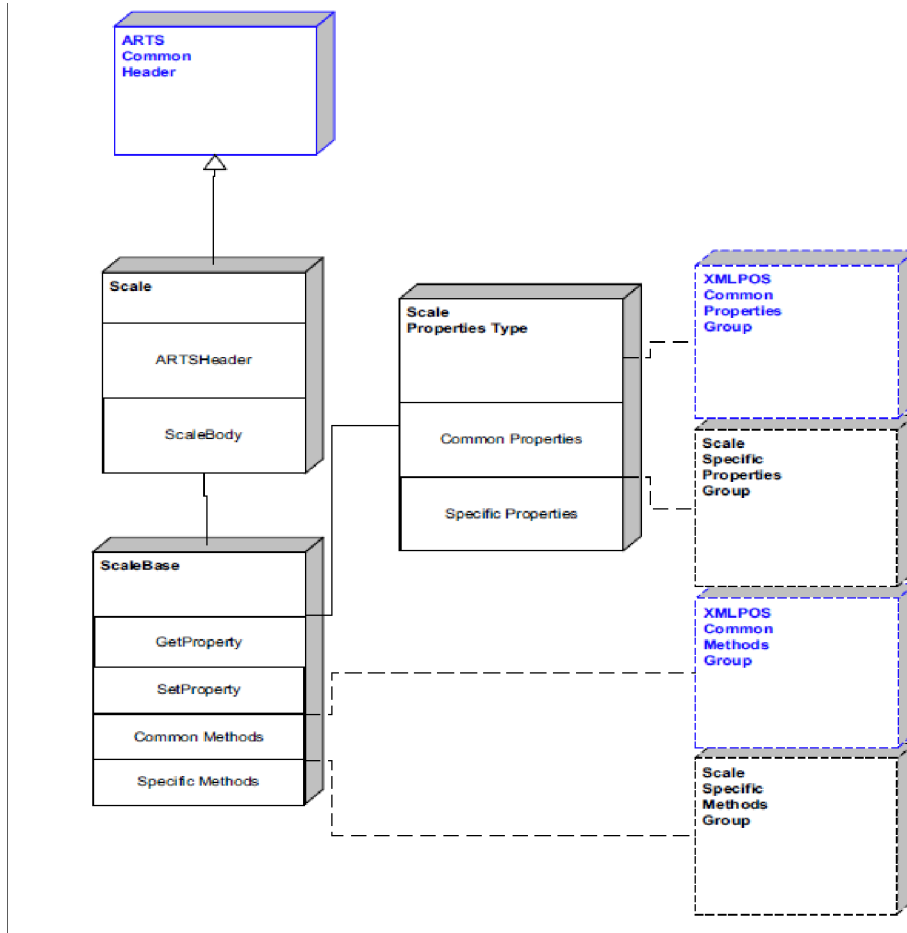 ARTS
Common
Header
Scale
ARTSHeader
ScaleBody
Scale
Properties Type
Common Properties
Specific Properties
XMLPOS
Common
Properties
Group
Scale
Specific
Properties
Group
ScaleBase
GetProperty
SetProperty
Common Methods
Specific Methods
XMLPOS
Common
Methods
Group
Scale
Specific
Methods
Group